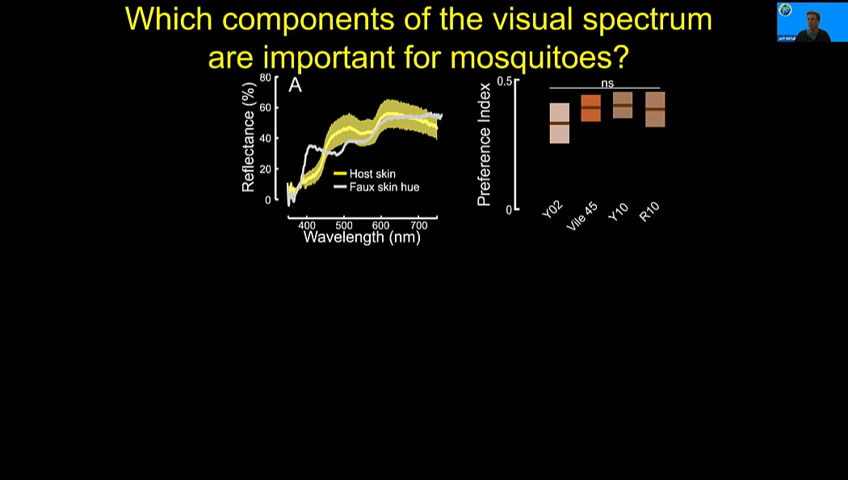 Which components of the visual spectrum
are important for mosquitoes?
A
Reflectance (%)
80
60
40
20
0
Host skin
Faux skin hue
400 500 600 700
Wavelength (nm)
Preference Index
0.5
0
ns
Y02 Vile 45 Y10 R10